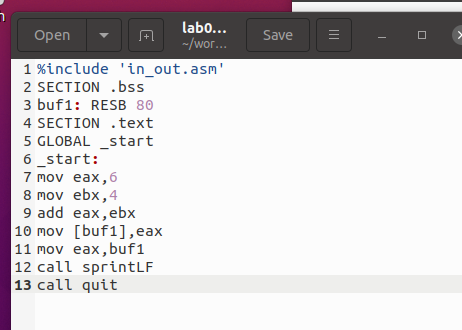 Open
lab0...
~/wor...
Save
1 %include 'in_out.asm'
2 SECTION .bss
3 buf1: RESB 80
4 SECTION .text
5 GLOBAL _start
6 _start:
7 mov eax,6
8 mov ebx,4
9 add eax,ebx
10 mov [buf1],eax
11 mov eax,buf1
12 call sprintLF
13 call quit